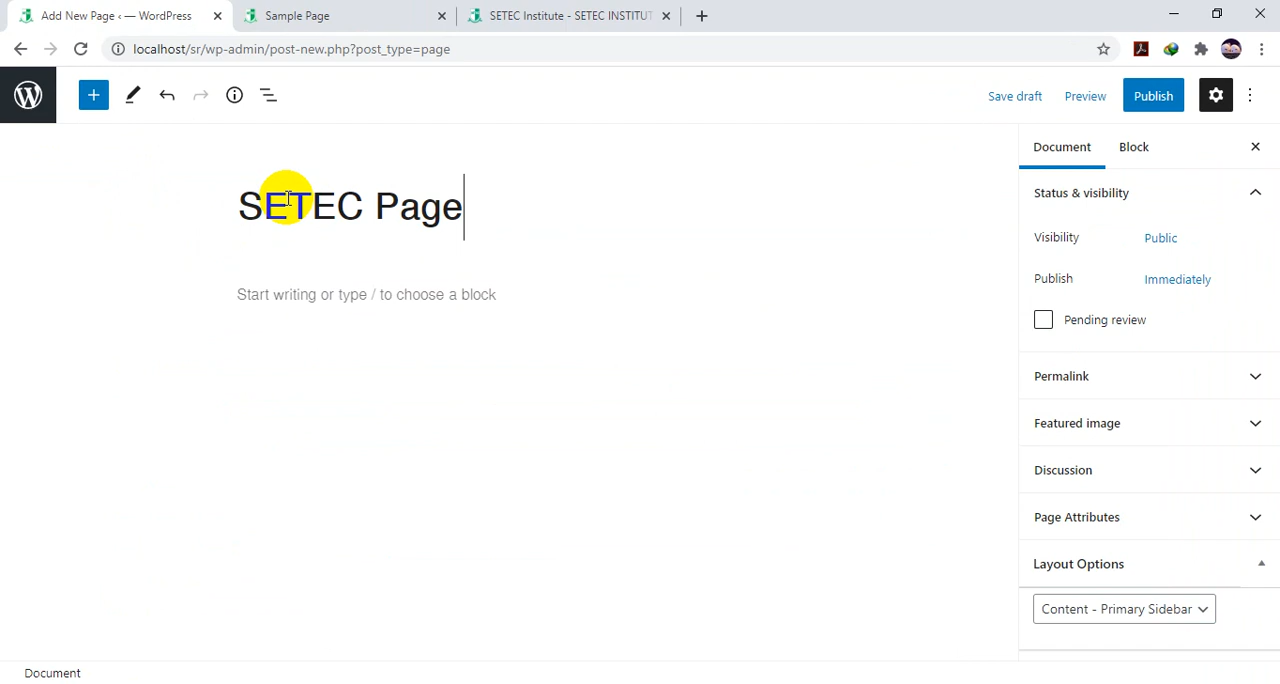 Add New Page ‹ — WordPress
Sample Page
SETEC Institute - SETEC INSTITUT
localhost/sr/wp-admin/post-new.php?post_type=page
Save draft
Preview
Publish
Document
Block
SETEC Page
Status & visibility
Visibility
Public
Start writing or type / to choose a block
Publish
Immediately
Pending review
Permalink
Featured image
Discussion
Page Attributes
Layout Options
Content - Primary Sidebar
Document